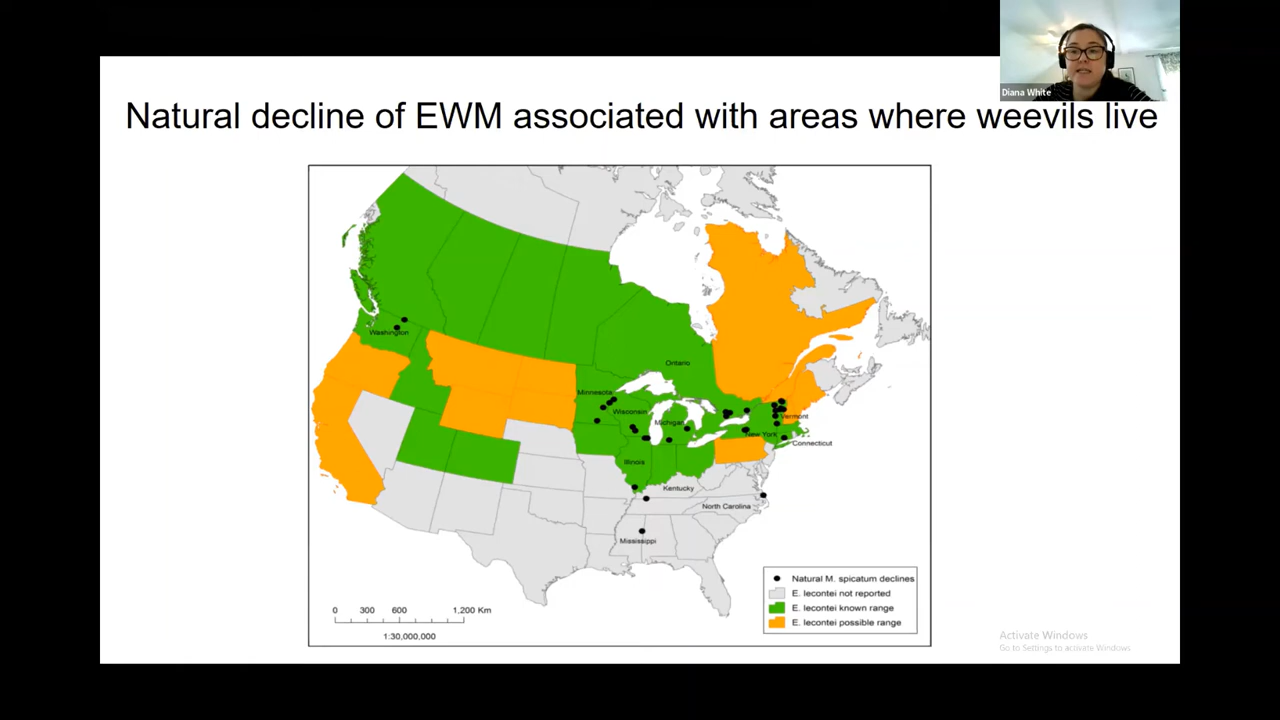 Diana White
Natural decline of EWM associated with areas where weevils live
Washington
Ontario
Minnesota
Wisconsin
Michigan
Vermont
New York
Connecticut
Illinois
Kentucky
North Carolina
Mississippi
Natural M. spicatum declines
E. lecontei not reported
E. lecontei known range
E. lecontei possible range
0 300 600 1,200 Km
1:30,000,000
Activate Windows
Go to Settings to activate Windows.